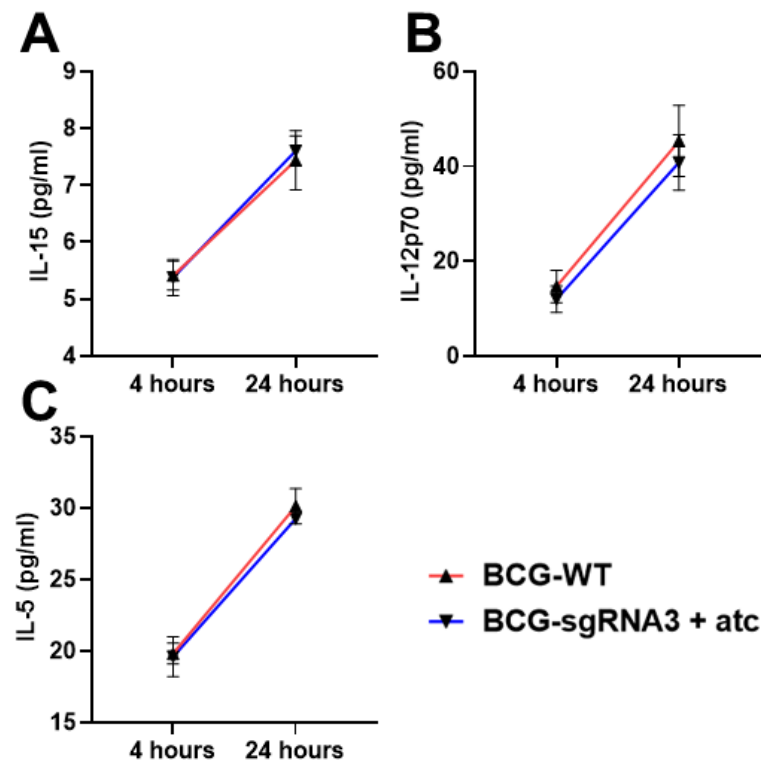 A
IL-15 (pg/ml)
9
8
7
6
5
4
4 hours 24 hours
B
IL-12p70 (pg/ml)
60
40
20
0
4 hours 24 hours
C
IL-5 (pg/ml)
35
30
25
20
15
4 hours 24 hours
BCG-WT
BCG-sgRNA3 + atc